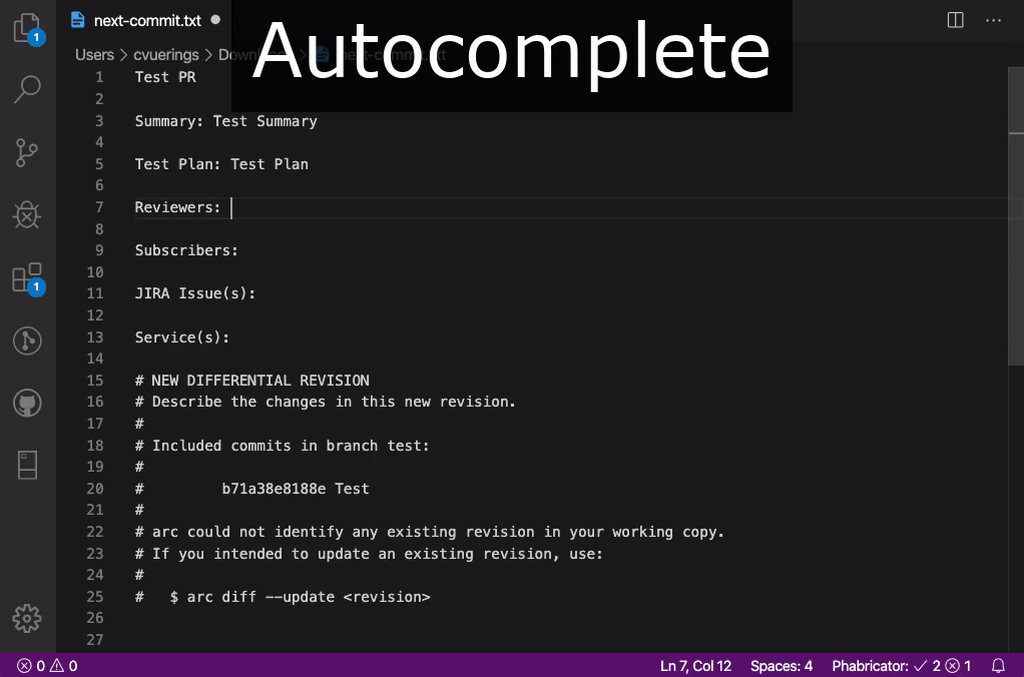 Autocomplete
next-commit.txt
Users > cvuerings >
1 Test PR
2
3 Summary: Test Summary
4
5 Test Plan: Test Plan
6
7 Reviewers:
8
9 Subscribers:
10
11 JIRA Issue(s):
12
13 Service(s):
14
15 # NEW DIFFERENTIAL REVISION
16 # Describe the changes in this new revision.
17 #
18 # Included commits in branch test:
19 #
20 # b71a38e8188e Test
21 #
22 # arc could not identify any existing revision in your working copy.
23 # If you intended to update an existing revision, use:
24 #
25 # $ arc diff --update <revision>
26
27
1
1
0 0 Ln 7, Col 12 Spaces: 4 Phabricator: ✓ 2 1